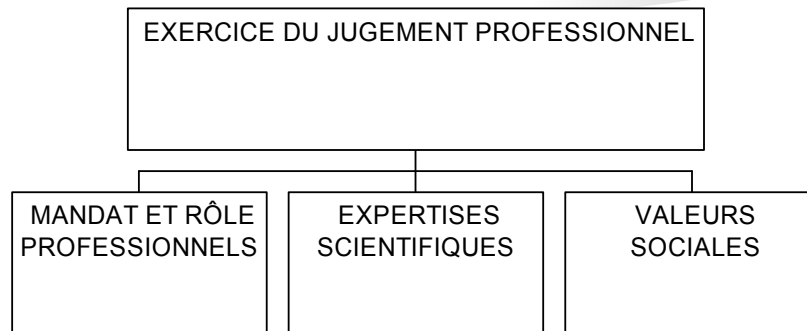 EXERCICE DU JUGEMENT PROFESSIONNEL
MANDAT ET RÔLE
PROFESSIONNELS
EXPERTISES
SCIENTIFIQUES
VALEURS
SOCIALES